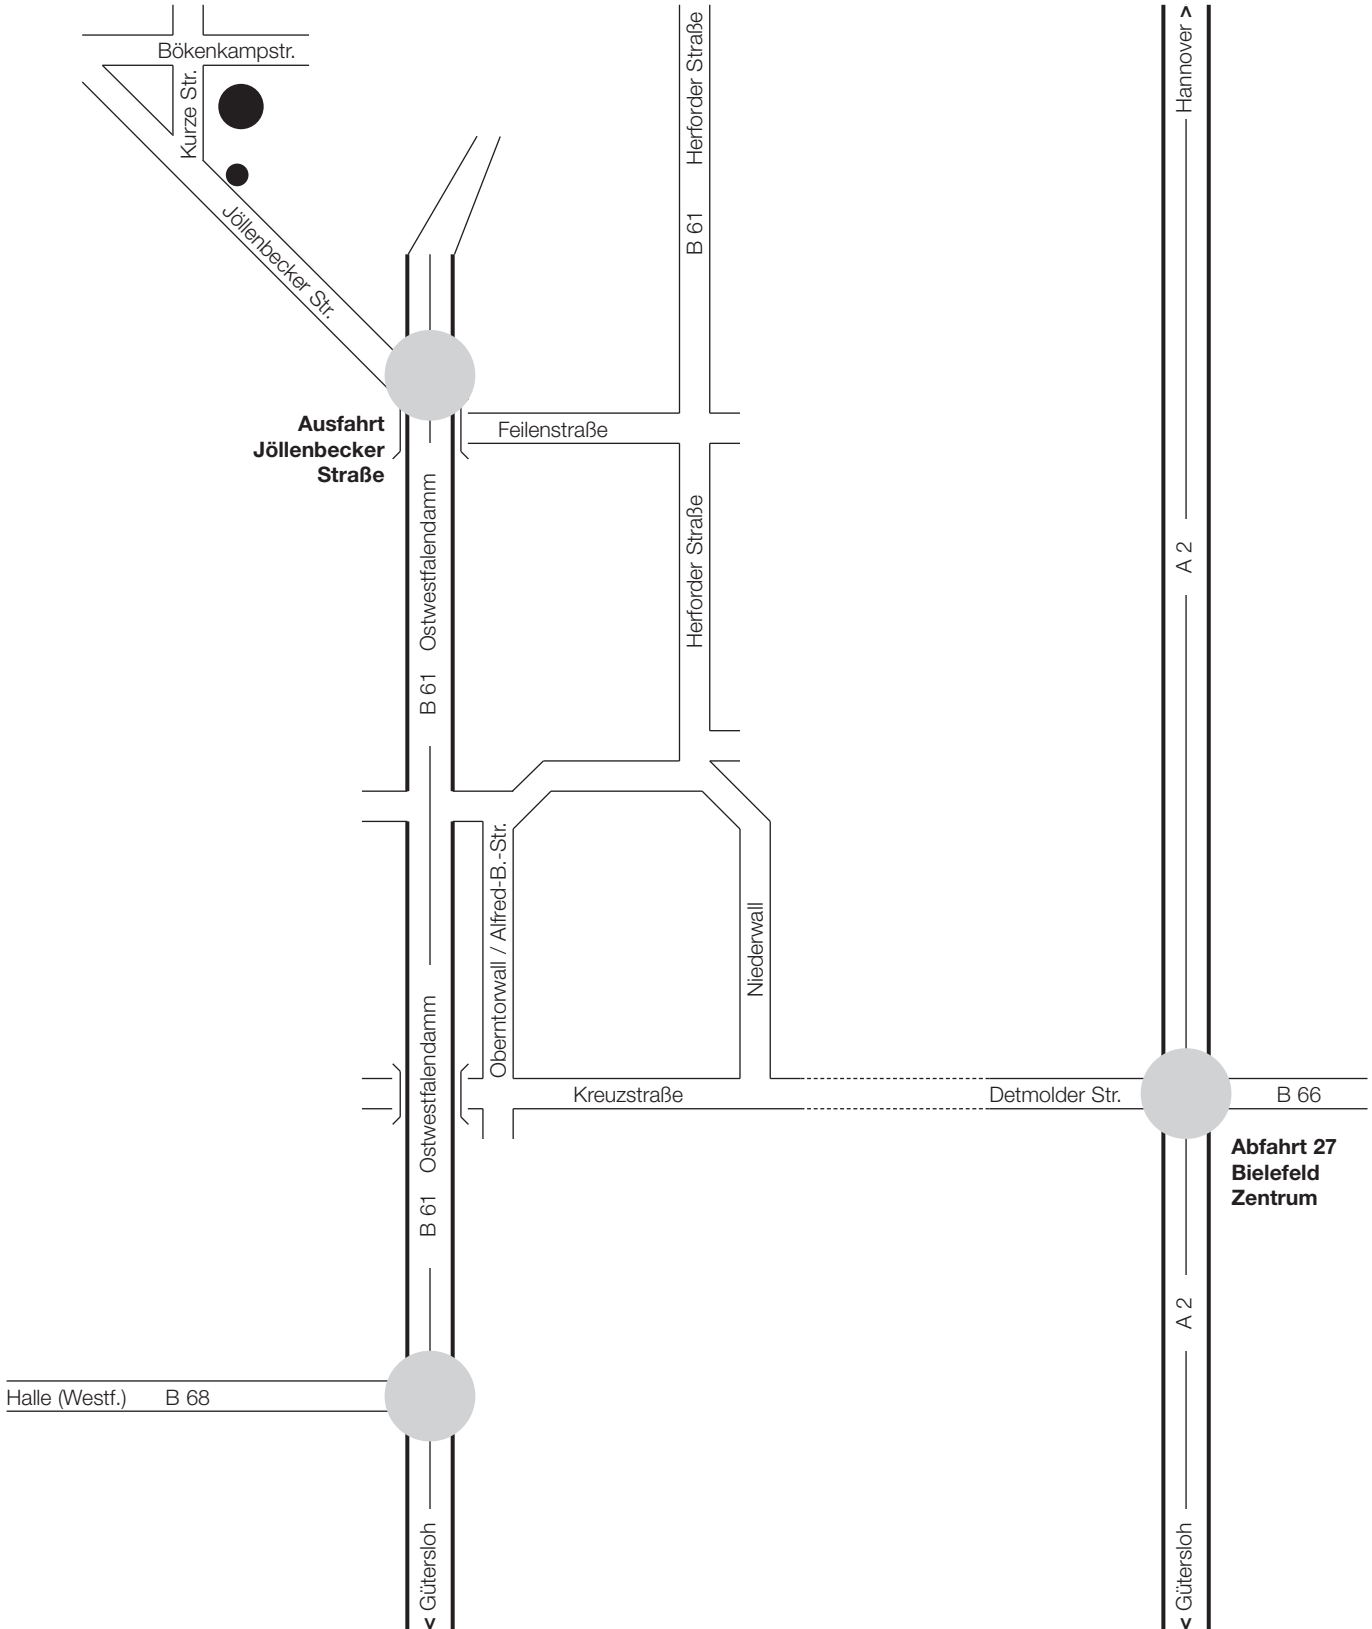 Bökenkampstr.
Kurze Str.
Jöllenbecker Str.
Herforder Straße
B 61
Hannover >
Ausfahrt
Jöllenbecker
Straße
Feilenstraße
Ostwestfalendamm
B 61
Herforder Straße
A 2
Oberntorwall / Alfred-B.-Str.
Niederwall
Ostwestfalendamm
B 61
Kreuzstraße
Detmolder Str.
B 66
Abfahrt 27
Bielefeld
Zentrum
A 2
Halle (Westf.) B 68
< Gütersloh
< Gütersloh